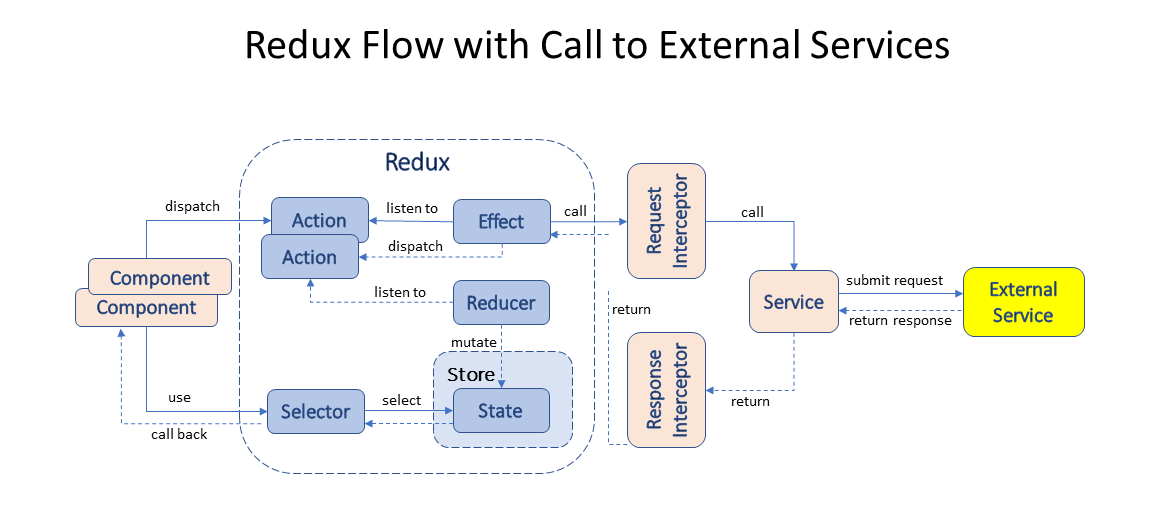 Redux Flow with Call to External Services
Redux
dispatch
Action
listen to
Effect
call
Request
Interceptor
call
Action
dispatch
Component
Component
listen to
Reducer
Service
submit request
return response
External
Service
return
mutate
Store
Response
Interceptor
return
use
Selector
select
State
call back